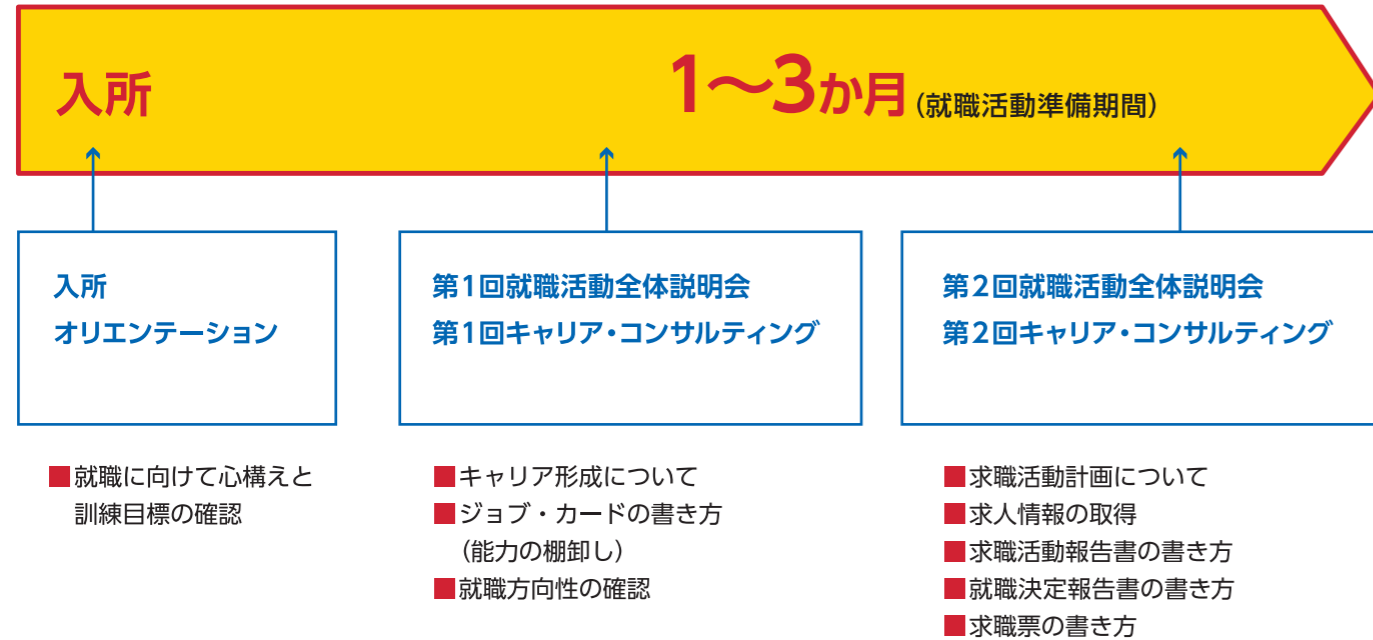 入所
1～3か月（就職活動準備期間）
入所
オリエンテーション
■就職に向けて心構えと
訓練目標の確認
第1回就職活動全体説明会
第1回キャリア・コンサルティング
■キャリア形成について
■ジョブ・カードの書き方
（能力の棚卸し）
■就職方向性の確認
第2回就職活動全体説明会
第2回キャリア・コンサルティング
■求職活動計画について
■求人情報の取得
■求職活動報告書の書き方
■就職決定報告書の書き方
■求職票の書き方